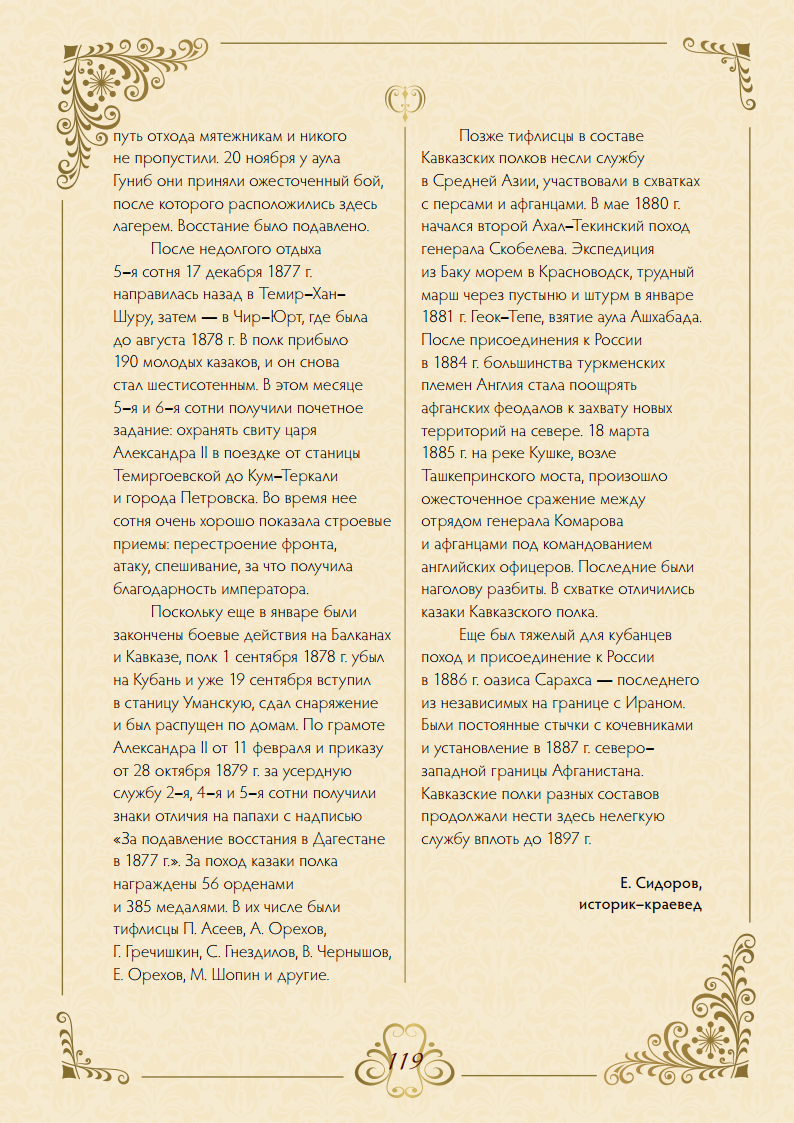 путь отхода мятежникам и никого
не пропустили. 20 ноября у аула
Гуниб они приняли ожесточенный бой,
после которого расположились здесь
лагерем. Восстание было подавлено.
После недолгого отдыха
5–я сотня 17 декабря 1877 г.
направилась назад в Темир–Хан–
Шуру, затем — в Чир–Юрт, где была
до августа 1878 г. В полк прибыло
190 молодых казаков, и он снова
стал шестисотенным. В этом месяце
5–я и 6–я сотни получили почетное
задание: охранять свиту царя
Александра II в поездке от станицы
Темиргоевской до Кум–Теркали
и города Петровска. Во время нее
сотня очень хорошо показала строевые
приемы: перестроение фронта,
атаку, спешивание, за что получила
благодарность императора.
Поскольку еще в январе были
закончены боевые действия на Балканах
и Кавказе, полк 1 сентября 1878 г. убыл
на Кубань и уже 19 сентября вступил
в станицу Уманскую, сдал снаряжение
и был распущен по домам. По грамоте
Александра II от 11 февраля и приказу
от 28 октября 1879 г. за усердную
службу 2–я, 4–я и 5–я сотни получили
знаки отличия на папахи с надписью
«За подавление восстания в Дагестане
в 1877 г.». За поход казаки полка
награждены 56 орденами
и 385 медалями. В их числе были
тифлисцы П. Асеев, А. Орехов,
Г. Гречишкин, С. Гнездилов, В. Чернышов,
Е. Орехов, М. Шопин и другие.
Позже тифлисцы в составе
Кавказских полков несли службу
в Средней Азии, участвовали в схватках
с персами и афганцами. В мае 1880 г.
начался второй Ахал–Текинский поход
генерала Скобелева. Экспедиция
из Баку морем в Красноводск, трудный
марш через пустыню и штурм в январе
1881 г. Геок–Тепе, взятие аула Ашхабада.
После присоединения к России
в 1884 г. большинства туркменских
племен Англия стала поощрять
афганских феодалов к захвату новых
территорий на севере. 18 марта
1885 г. на реке Кушке, возле
Ташкепринского моста, произошло
ожесточенное сражение между
отрядом генерала Комарова
и афганцами под командованием
английских офицеров. Последние были
наголову разбиты. В схватке отличились
казаки Кавказского полка.
Еще был тяжелый для кубанцев
поход и присоединение к России
в 1886 г. оазиса Сарахса — последнего
из независимых на границе с Ираном.
Были постоянные стычки с кочевниками
и установление в 1887 г. северо–
западной границы Афганистана.
Кавказские полки разных составов
продолжали нести здесь нелегкую
службу вплоть до 1897 г.
Е. Сидоров,
историк–краевед
119